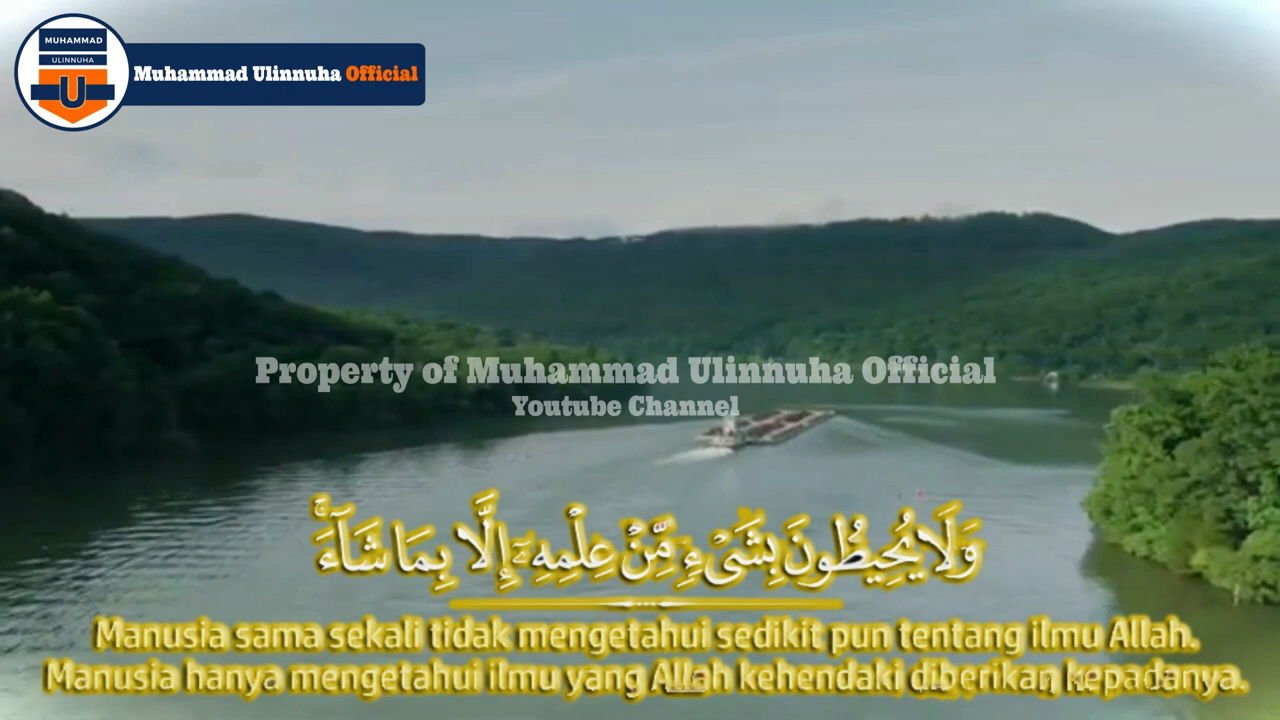 MUHAMMAD
ULINNUHA
U
Muhammad Ulinnuha Official
Property of Muhammad Ulinnuha Official
Youtube Channel
وَلَا يُحِيطُونَ بِشَىْءٍ مِّنْ عِلْمِهِۦٓ إِلَّا بِمَا شَآءَ ۚ
Manusia sama sekali tidak mengetahui sedikit pun tentang ilmu Allah.
Manusia hanya mengetahui ilmu yang Allah kehendaki diberikan kepadanya.